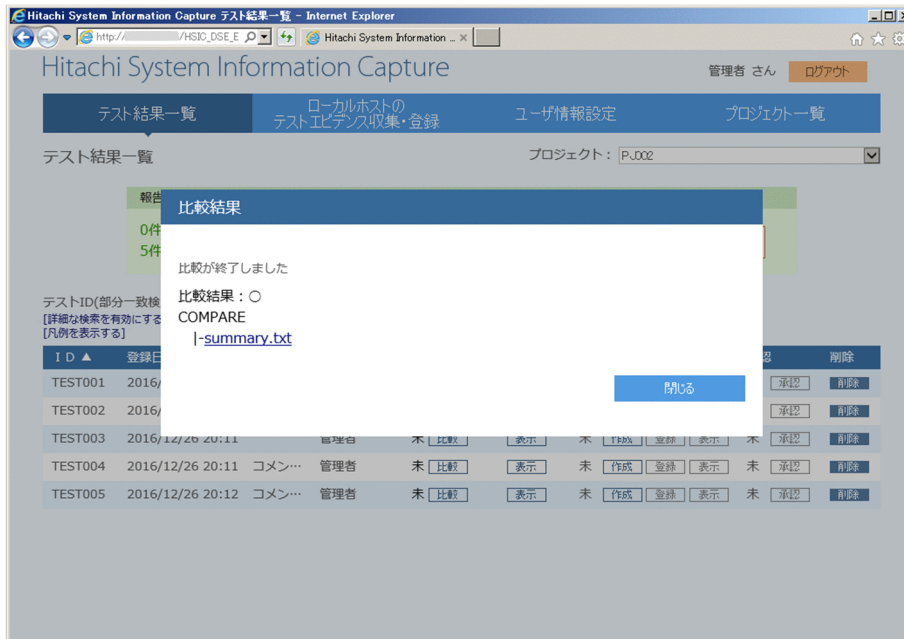 Hitachi System Information Capture テスト結果一覧 - Internet Explorer
http:// /HSIC_DSE_E
Hitachi System Information ... ×
Hitachi System Information Capture
管理者 さん
ログアウト
テスト結果一覧
ローカルホストの
テストエビデンス収集・登録
ユーザ情報設定
プロジェクト一覧
テスト結果一覧
プロジェクト： PJ002
報告
0件
5件
比較結果
比較が終了しました
比較結果：○
COMPARE
|-summary.txt
閉じる
テストID(部分一致検
[詳細な検索を有効にする
[凡例を表示する]
ID ▲ 登録日 削除
TEST001 2016/ 承認 削除
TEST002 2016/ 未 承認 削除
TEST003 2016/12/26 20:11 管理者 未 比較 表示 未 作成 登録 表示 未 承認 削除
TEST004 2016/12/26 20:11 コメン… 管理者 未 比較 表示 未 作成 登録 表示 未 承認 削除
TEST005 2016/12/26 20:12 コメン… 管理者 未 比較 表示 未 作成 登録 表示 未 承認 削除